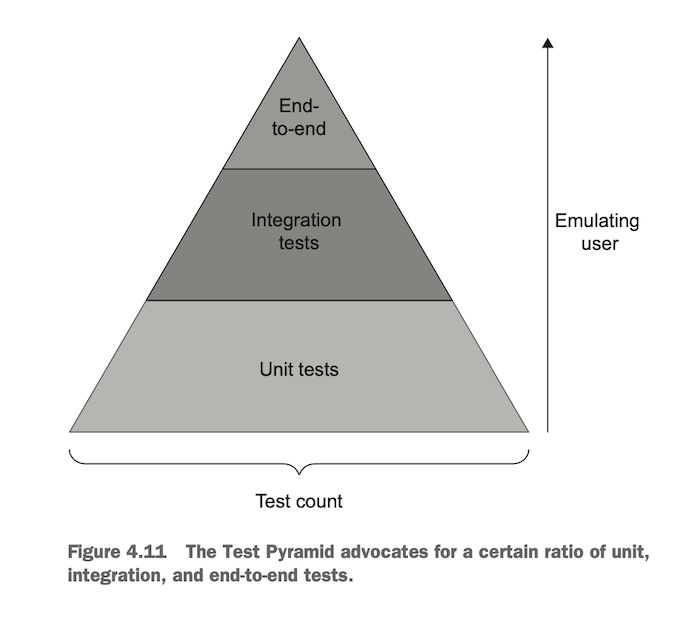 End-
to-end
Integration
tests
Emulating
user
Unit tests
Test count
Figure 4.11 The Test Pyramid advocates for a certain ratio of unit,
integration, and end-to-end tests.